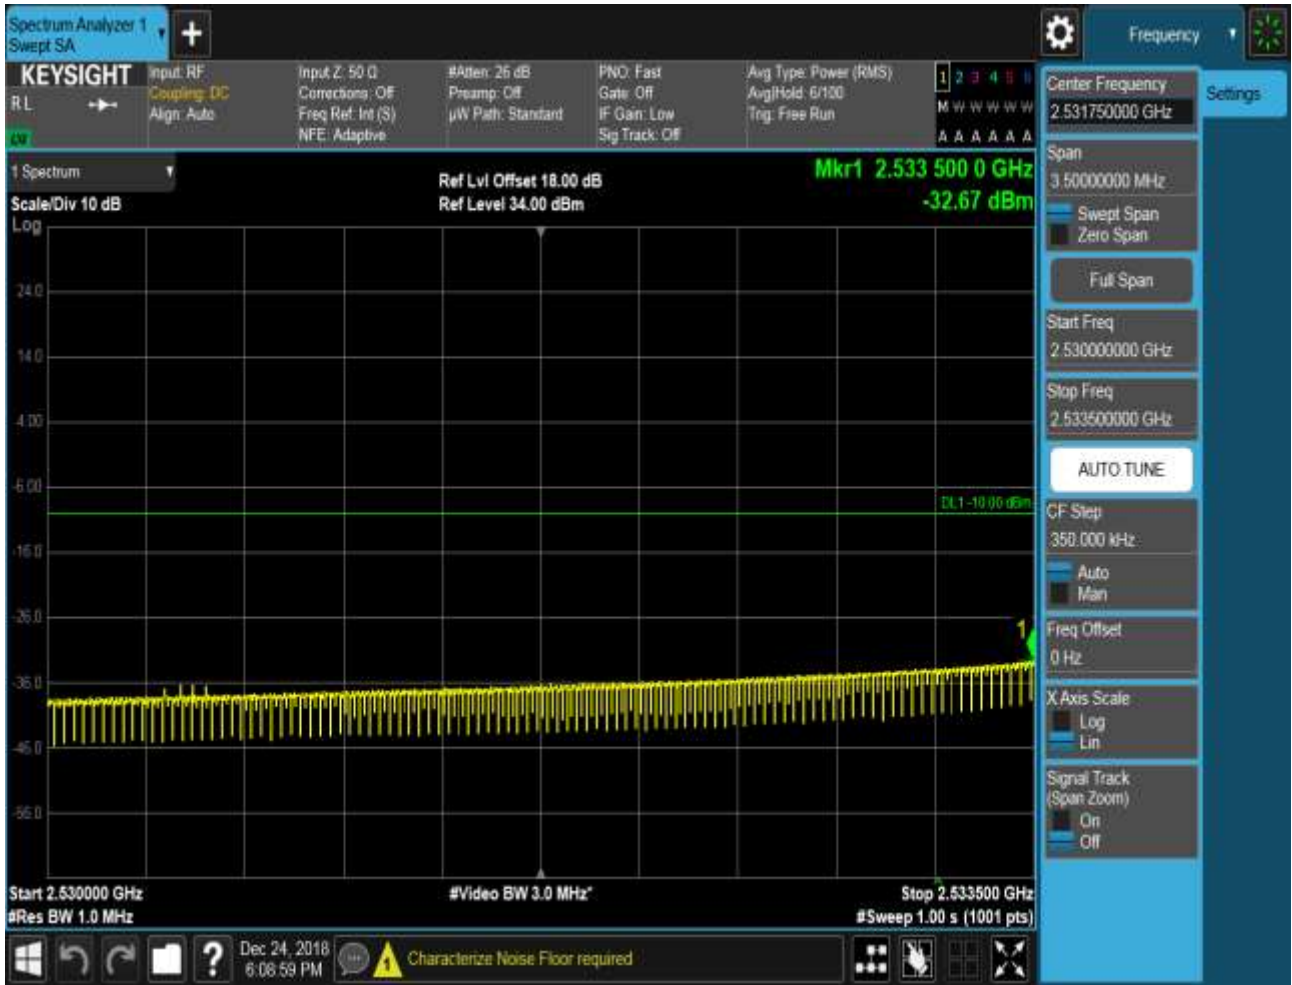 Spectrum Analyzer 1
Swept SA
+
Frequency
KEYSIGHT
RL
Input: RF
Coupling: DC
Align: Auto
Input Z: 50 Ω
Corrections: Off
Freq Ref: Int (S)
NFE: Adaptive
#Atten: 26 dB
Preamp: Off
µW Path: Standard
PNO: Fast
Gate: Off
IF Gain: Low
Sig Track: Off
Avg Type: Power (RMS)
Avg|Hold: 6/100
Trig: Free Run
1 2 3 4 5 6
M W W W W W
A A A A A A
Center Frequency
2.531750000 GHz
Settings
Span
3.50000000 MHz
Swept Span
Zero Span
Full Span
Start Freq
2.530000000 GHz
Stop Freq
2.533500000 GHz
AUTO TUNE
CF Step
350.000 kHz
Auto
Man
Freq Offset
0 Hz
X Axis Scale
Log
Lin
Signal Track
(Span Zoom)
On
Off
1 Spectrum
Scale/Div 10 dB
Log
Ref Lvl Offset 18.00 dB
Ref Level 34.00 dBm
Mkr1 2.533 500 0 GHz
-32.67 dBm
24.0
14.0
4.00
-6.00
DL1 -10.00 dBm
-16.0
-26.0
1
-36.0
-46.0
-56.0
Start 2.530000 GHz
#Res BW 1.0 MHz
#Video BW 3.0 MHz*
Stop 2.533500 GHz
#Sweep 1.00 s (1001 pts)
?
Dec 24, 2018
6:08:59 PM
1
Characterize Noise Floor required